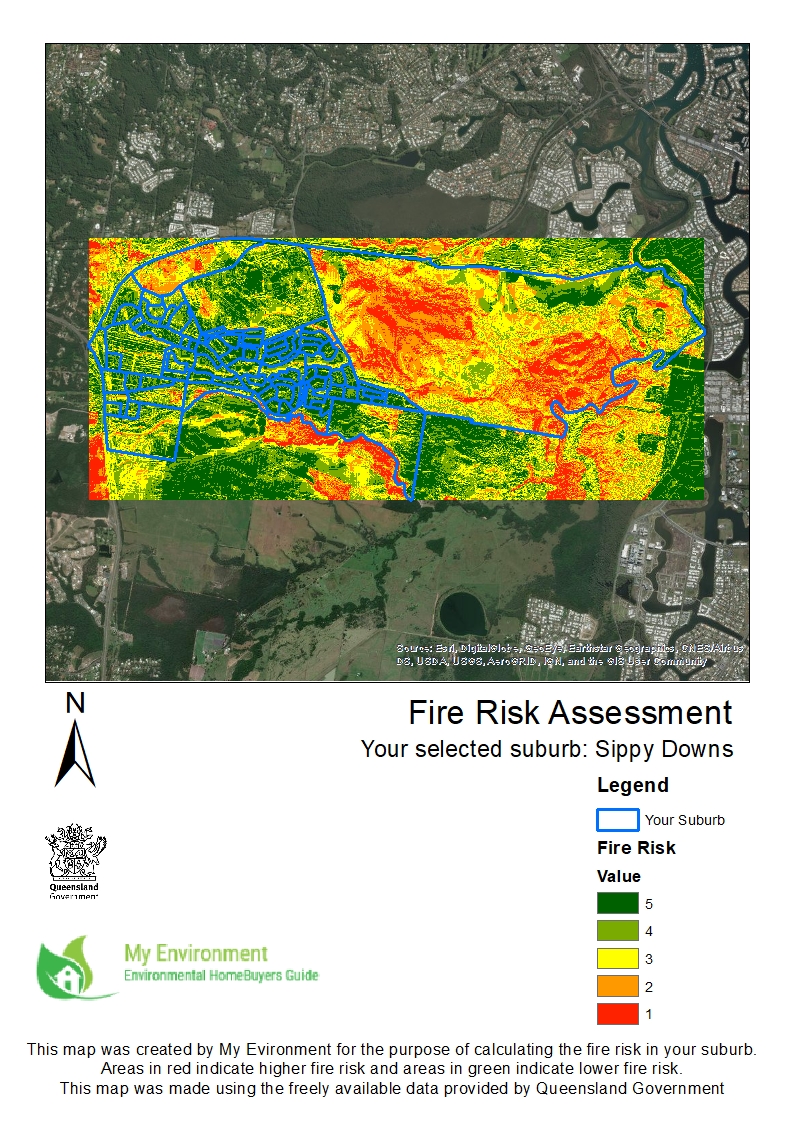 Source: Esri, DigitalGlobe, GeoEye, Earthstar Geographics, CNES/Airbus
DS, USDA, USGS, AeroGRID, IGN, and the GIS User Community
N
Fire Risk Assessment
Your selected suburb: Sippy Downs
Legend
Your Suburb
Fire Risk
Value
5
4
3
2
1
Queensland
Government
My Environment
Environmental HomeBuyers Guide
This map was created by My Evironment for the purpose of calculating the fire risk in your suburb.
Areas in red indicate higher fire risk and areas in green indicate lower fire risk.
This map was made using the freely available data provided by Queensland Government